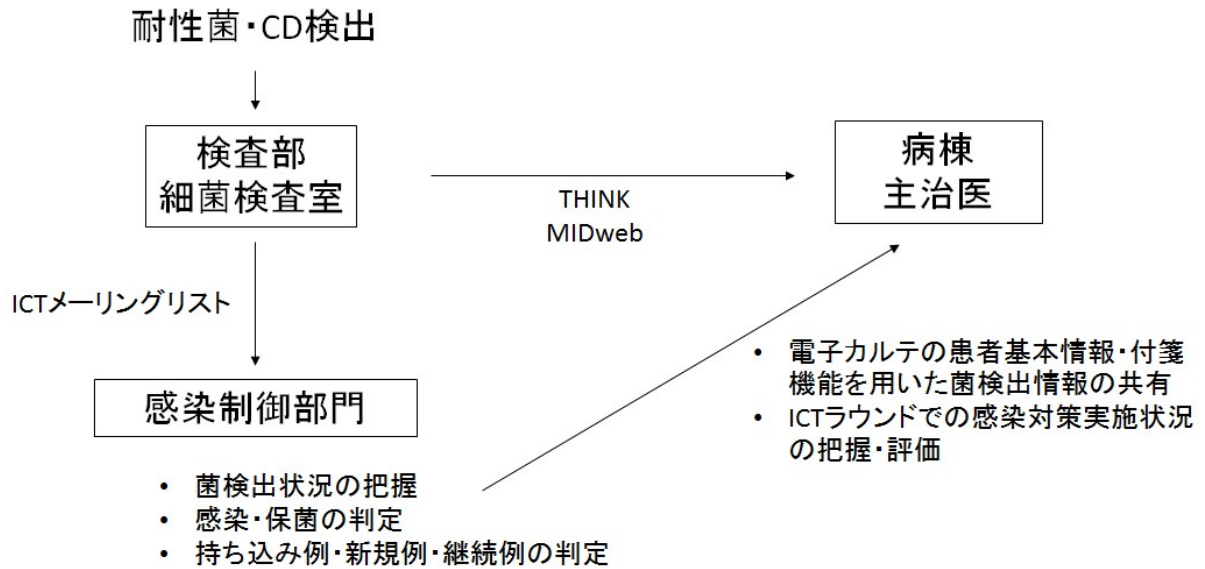 耐性菌・CD検出
検査部
細菌検査室
THINK
MIDweb
病棟
主治医
ICTメーリングリスト
感染制御部門
• 菌検出状況の把握
• 感染・保菌の判定
• 持ち込み例・新規例・継続例の判定
• 電子カルテの患者基本情報・付箋
機能を用いた菌検出情報の共有
• ICTラウンドでの感染対策実施状況
の把握・評価